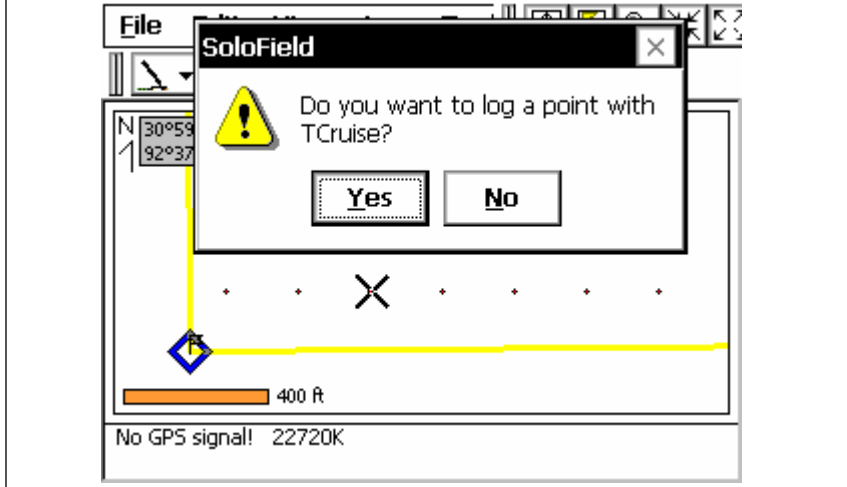 File
SoloField
Do you want to log a point with
TCruise?
Yes No
N 30°59
92°37
400 ft
No GPS signal! 22720K